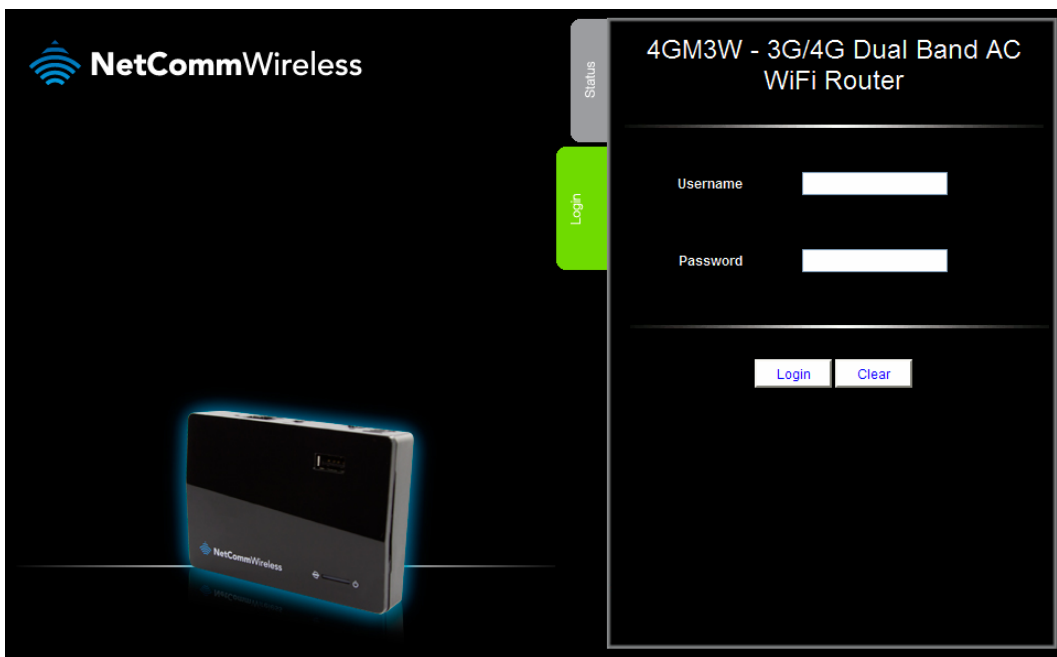 NetCommWireless
Status
Login
4GM3W - 3G/4G Dual Band AC
WiFi Router
Username
Password
Login
Clear
NetCommWireless